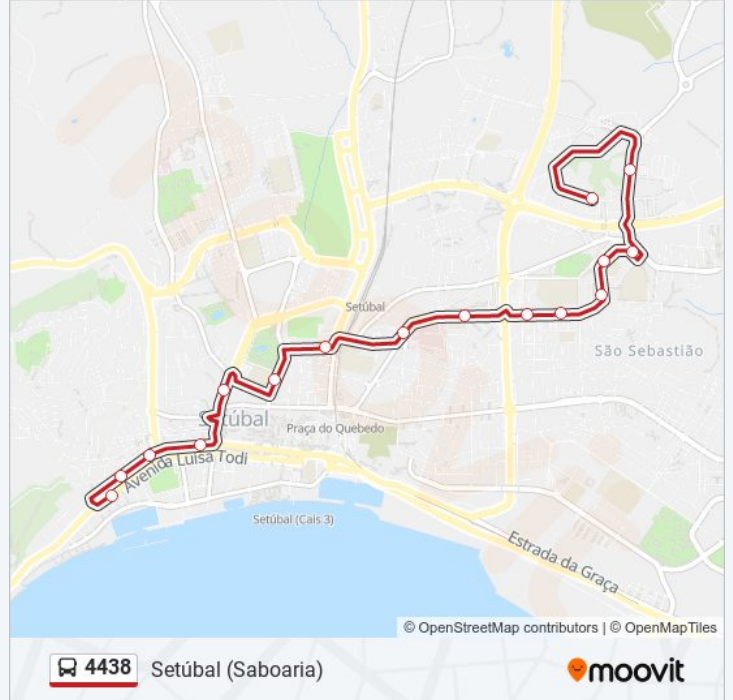 Setúbal
São Sebastião
Setúbal
Praça do Quebedo
Avenida Luísa Todi
Setúbal (Cais 3)
Estrada da Graça
© OpenStreetMap contributors | © OpenMapTiles
4438 Setúbal (Saboaria)
moovit